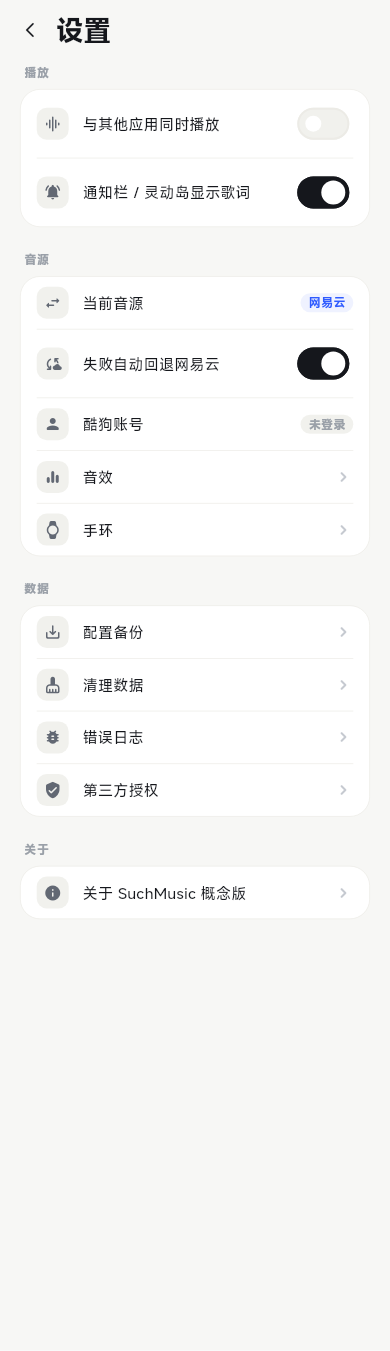 设置
播放
与其他应用同时播放
通知栏 / 灵动岛显示歌词
音源
当前音源 网易云
失败自动回退网易云
酷狗账号 未登录
音效
手环
数据
配置备份
清理数据
错误日志
第三方授权
关于
关于 SuchMusic 概念版